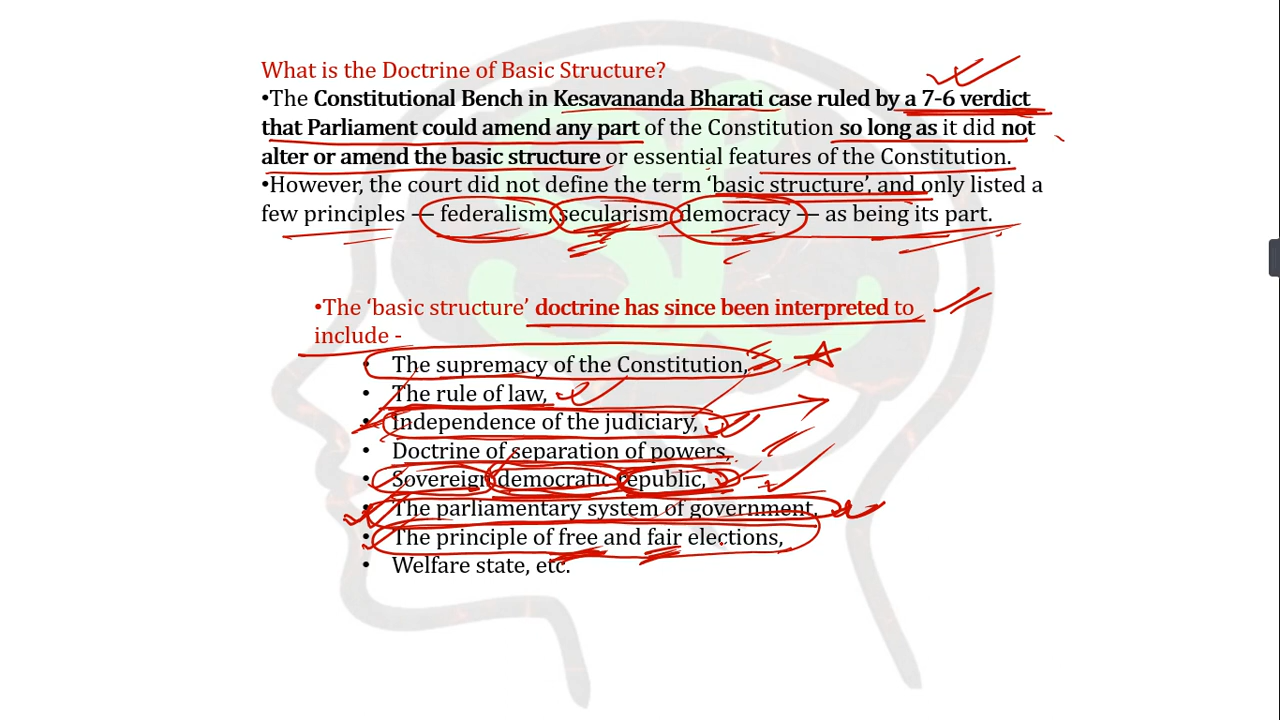 What is the Doctrine of Basic Structure?
•The Constitutional Bench in Kesavananda Bharati case ruled by a 7-6 verdict
that Parliament could amend any part of the Constitution so long as it did not
alter or amend the basic structure or essential features of the Constitution.
•However, the court did not define the term ‘basic structure’, and only listed a
few principles — federalism, secularism, democracy — as being its part.
•The ‘basic structure’ doctrine has since been interpreted to
include -
• The supremacy of the Constitution,
• The rule of law,
• Independence of the judiciary,
• Doctrine of separation of powers,
• Sovereign democratic republic,
• The parliamentary system of government,
• The principle of free and fair elections,
• Welfare state, etc.